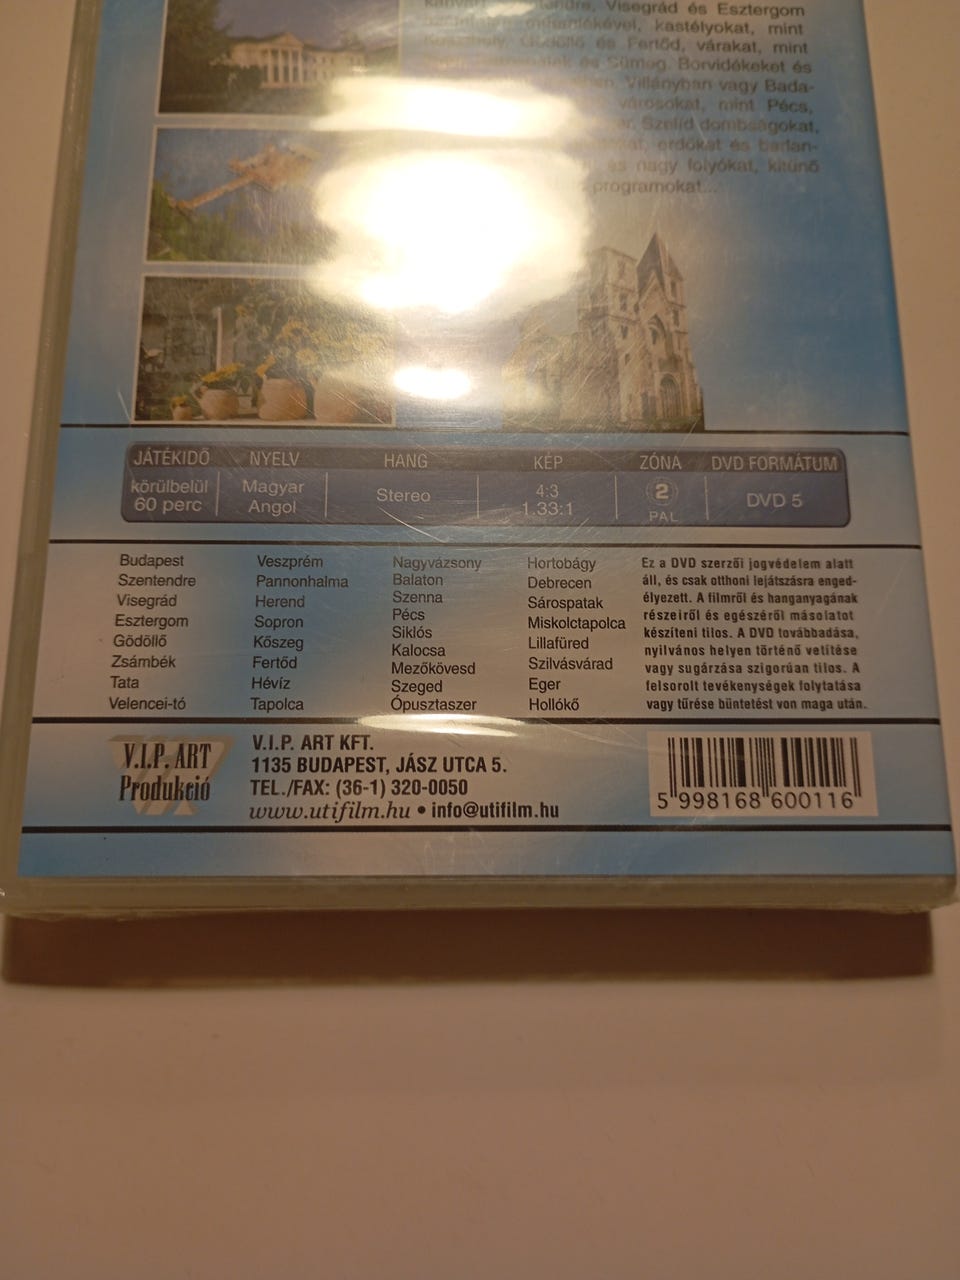 Visegrád és Esztergom
kastélyokat, mint
Gödöllő és Fertőd, várakat, mint
és Sümeg. Borvidékeket és
Villányban vagy Bada-
városokat, mint Pécs,
Szelíd dombságokat,
erdőket és barlan-
és nagy folyókat, kitűnő
programokat...
JÁTÉKIDŐ NYELV HANG KÉP ZÓNA DVD FORMÁTUM
körülbelül
60 perc
Magyar
Angol
Stereo
4:3
1.33:1
2
PAL
DVD 5
Budapest
Szentendre
Visegrád
Esztergom
Gödöllő
Zsámbék
Tata
Velencei-tó
Veszprém
Pannonhalma
Herend
Sopron
Kőszeg
Fertőd
Hévíz
Tapolca
Nagyvázsony
Balaton
Szenna
Pécs
Siklós
Kalocsa
Mezőkövesd
Szeged
Ópusztaszer
Hortobágy
Debrecen
Sárospatak
Miskolctapolca
Lillafüred
Szilvásvárad
Eger
Hollókő
Ez a DVD szerzői jogvédelem alatt
áll, és csak otthoni lejátszásra enged-
élyezett. A filmről és hanganyagának
részeiről és egészéről másolatot
készíteni tilos. A DVD továbbadása,
nyilvános helyen történő vetítése
vagy sugárzása szigorúan tilos. A
felsorolt tevékenységek folytatása
vagy tűrése büntetést von maga után.
V.I.P. ART
Produkció
V.I.P. ART KFT.
1135 BUDAPEST, JÁSZ UTCA 5.
TEL./FAX: (36-1) 320-0050
www.utifilm.hu • info@utifilm.hu
5 998168 600116